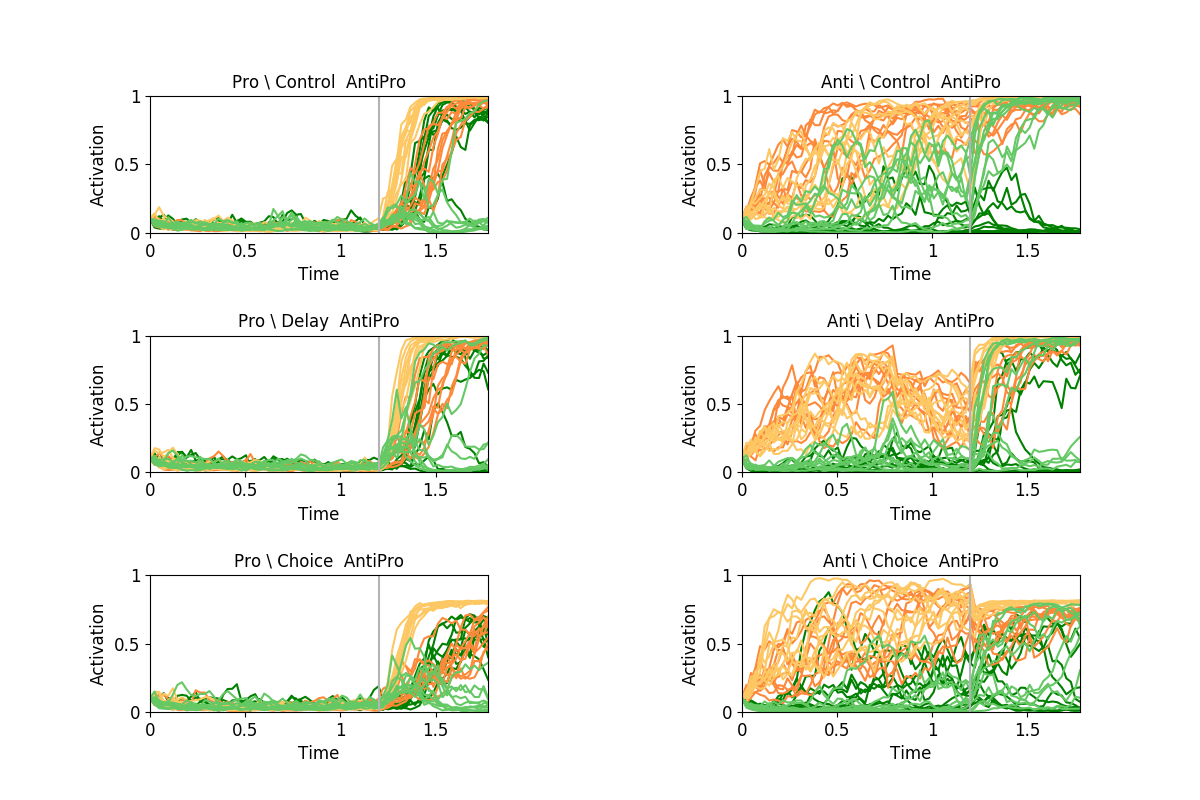 Pro \ Control  AntiPro
Anti \ Control  AntiPro
1
0.5
0
Activation
0
0.5
1
1.5
Time
1
0.5
0
Activation
0
0.5
1
1.5
Time
Pro \ Delay  AntiPro
Anti \ Delay  AntiPro
1
0.5
0
Activation
0
0.5
1
1.5
Time
1
0.5
0
Activation
0
0.5
1
1.5
Time
Pro \ Choice  AntiPro
Anti \ Choice  AntiPro
1
0.5
0
Activation
0
0.5
1
1.5
Time
1
0.5
0
Activation
0
0.5
1
1.5
Time